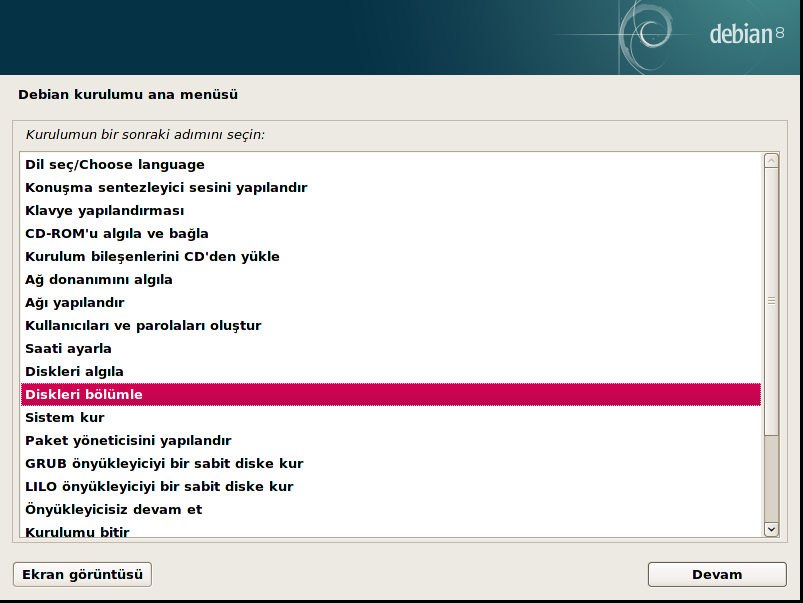 debian 8
Debian kurulumu ana menüsü
Kurulumun bir sonraki adımını seçin:
Dil seç/Choose language
Konuşma sentezleyici sesini yapılandır
Klavye yapılandırması
CD-ROM'u algıla ve bağla
Kurulum bileşenlerini CD'den yükle
Ağ donanımını algıla
Ağı yapılandır
Kullanıcıları ve parolaları oluştur
Saati ayarla
Diskleri algıla
Diskleri bölümle
Sistem kur
Paket yöneticisini yapılandır
GRUB önyükleyiciyi bir sabit diske kur
LILO önyükleyiciyi bir sabit diske kur
Önyükleyicisiz devam et
Kurulumu bitir
Ekran görüntüsü
Devam